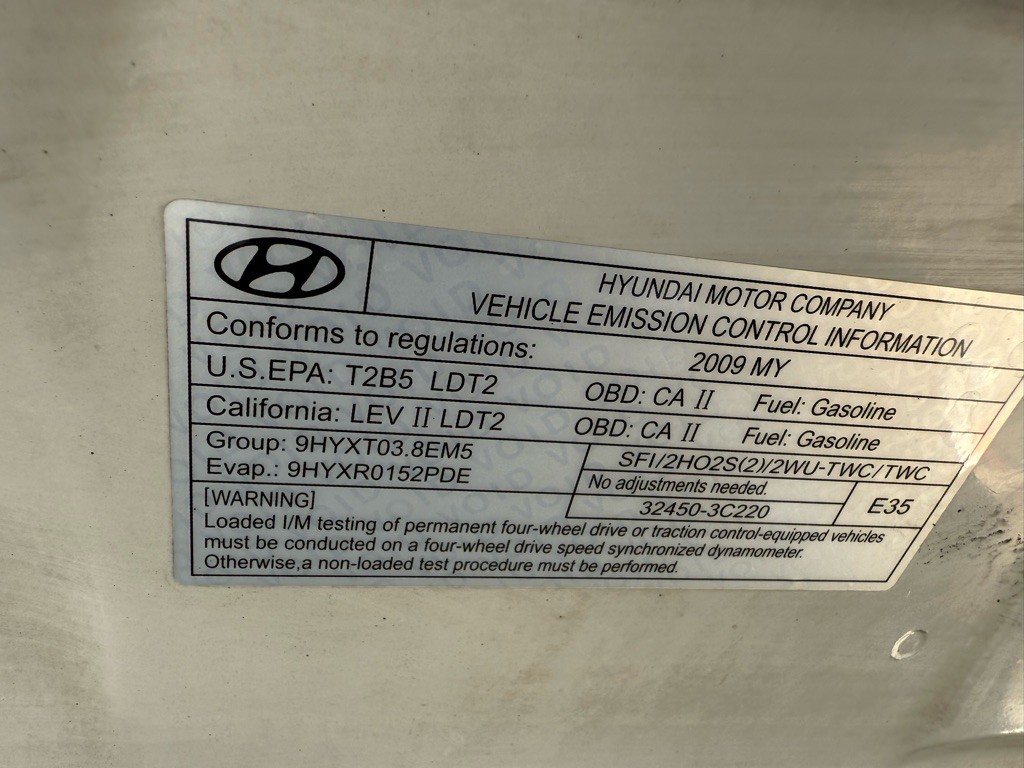 HYUNDAI MOTOR COMPANY
VEHICLE EMISSION CONTROL INFORMATION
Conforms to regulations: 2009 MY
U.S.EPA: T2B5 LDT2 OBD: CA II Fuel: Gasoline
California: LEV II LDT2 OBD: CA II Fuel: Gasoline
Group: 9HYXT03.8EM5 SFI/2HO2S(2)/2WU-TWC/TWC
Evap.: 9HYXR0152PDE No adjustments needed.
32450-3C220 E35
[WARNING]
Loaded I/M testing of permanent four-wheel drive or traction control-equipped vehicles
must be conducted on a four-wheel drive speed synchronized dynamometer.
Otherwise,a non-loaded test procedure must be performed.